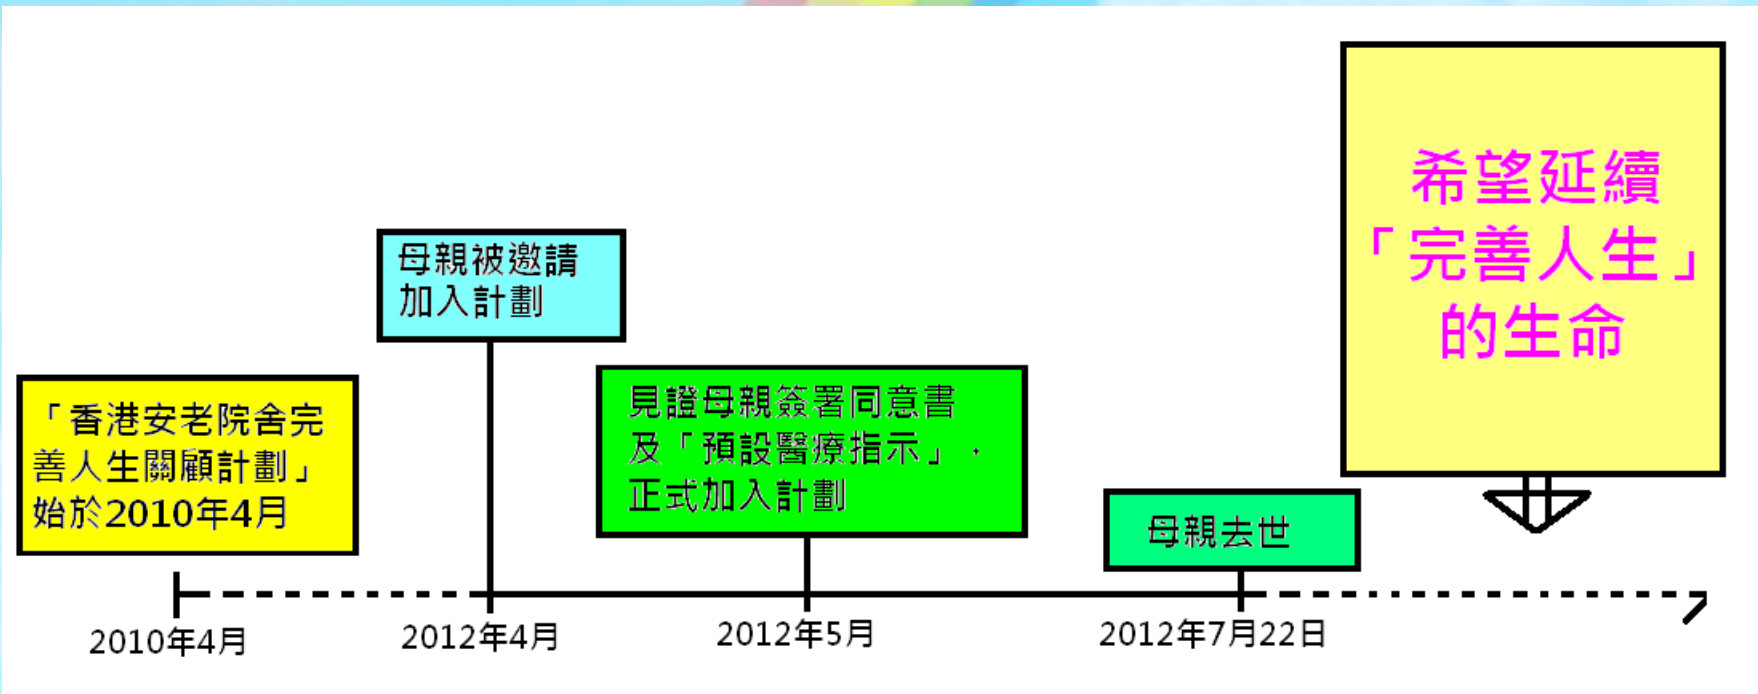 「香港安老院舍完
善人生關顧計劃」
始於2010年4月
母親被邀請
加入計劃
見證母親簽署同意書
及「預設醫療指示」，
正式加入計劃
母親去世
希望延續
「完善人生」
的生命
2010年4月
2012年4月
2012年5月
2012年7月22日